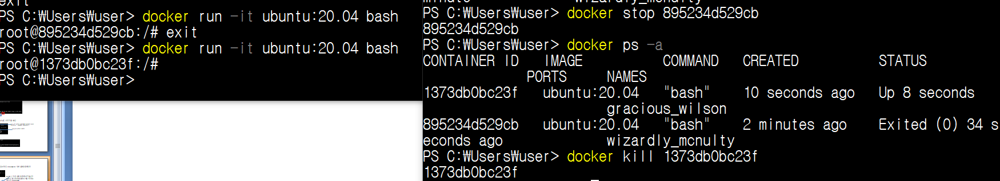 exit
PS C:₩Users₩user> docker run -it ubuntu:20.04 bash
root@895234d529cb:/# exit
PS C:₩Users₩user> docker run -it ubuntu:20.04 bash
root@1373db0bc23f:/#
PS C:₩Users₩user>
minute wizardly_mcnulty
PS C:₩Users₩user> docker stop 895234d529cb
895234d529cb
PS C:₩Users₩user> docker ps -a
CONTAINER ID IMAGE COMMAND CREATED STATUS
PORTS NAMES
1373db0bc23f ubuntu:20.04 "bash" 10 seconds ago Up 8 seconds
gracious_wilson
895234d529cb ubuntu:20.04 "bash" 2 minutes ago Exited (0) 34 s
econds ago wizardly_mcnulty
PS C:₩Users₩user> docker kill 1373db0bc23f
1373db0bc23f